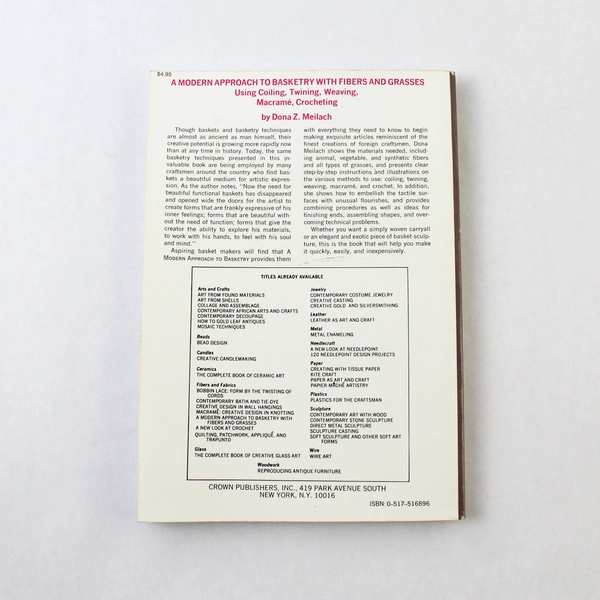 $4.95
A MODERN APPROACH TO BASKETRY WITH FIBERS AND GRASSES
Using Coiling, Twining, Weaving,
Macramé, Crocheting
by Dona Z. Meilach
Though baskets and basketry techniques
are almost as ancient as man himself, their
creative potential is growing more rapidly now
than at any time in history. Today, the same
basketry techniques presented in this in-
valuable book are being employed by many
craftsmen around the country who find bas-
kets a beautiful medium for artistic expres-
sion. As the author notes, "Now the need for
beautiful functional baskets has disappeared
and opened wide the doors for the artist to
create forms that are frankly expressive of his
inner feelings; forms that are beautiful with-
out the need of function; forms that give the
creator the ability to explore his materials,
to work with his hands, to feel with his soul
and mind."
Aspiring basket makers will find that A
MODERN APPROACH TO BASKETRY provides them
with everything they need to know to begin
making exquisite articles reminiscent of the
finest creations of foreign craftsmen. Dona
Meilach shows the materials needed, includ-
ing animal, vegetable, and synthetic fibers
and all types of grasses, and presents clear
step-by-step instructions and illustrations on
the various methods to use: coiling, twining,
weaving, macramé, and crochet. In addition,
she shows how to embellish the tactile sur-
faces with unusual flourishes, and provides
combining procedures as well as ideas for
finishing ends, assembling shapes, and over-
coming technical problems.
Whether you want a simply woven carryall
or an elegant and exotic piece of basket-sculp-
ture, this is the book that will help you make
it quickly, easily, and inexpensively.
TITLES ALREADY AVAILABLE
Arts and Crafts
ART FROM FOUND MATERIALS
ART FROM SHELLS
COLLAGE AND ASSEMBLAGE
CONTEMPORARY AFRICAN ARTS AND CRAFTS
CONTEMPORARY DECOUPAGE
HOW TO GOLD LEAF ANTIQUES
MOSAIC TECHNIQUES
Beads
BEAD DESIGN
Candles
CREATIVE CANDLEMAKING
Ceramics
THE COMPLETE BOOK OF CERAMIC ART
Fibers and Fabrics
BOBBIN LACE: FORM BY THE TWISTING OF
CORDS
CONTEMPORARY BATIK AND TIE-DYE
CREATIVE DESIGN IN WALL HANGINGS
MACRAMÉ: CREATIVE DESIGN IN KNOTTING
A MODERN APPROACH TO BASKETRY WITH
FIBERS AND GRASSES
A NEW LOOK AT CROCHET
QUILTING, PATCHWORK, APPLIQUÉ, AND
TRAPUNTO
Glass
THE COMPLETE BOOK OF CREATIVE GLASS ART
Jewelry
CONTEMPORARY COSTUME JEWELRY
CREATIVE CASTING
CREATIVE GOLD AND SILVERSMITHING
Leather
LEATHER AS ART AND CRAFT
Metal
METAL ENAMELING
Needlecraft
A NEW LOOK AT NEEDLEPOINT
120 NEEDLEPOINT DESIGN PROJECTS
Paper
CREATING WITH TISSUE PAPER
KITE CRAFT
PAPER AS ART AND CRAFT
PAPIER MÂCHÉ ARTISTRY
Plastics
PLASTICS FOR THE CRAFTSMAN
Sculpture
CONTEMPORARY ART WITH WOOD
CONTEMPORARY STONE SCULPTURE
DIRECT METAL SCULPTURE
SCULPTURE CASTING
SOFT SCULPTURE AND OTHER SOFT ART
FORMS
Wire
WIRE ART
Woodwork
REPRODUCING ANTIQUE FURNITURE
CROWN PUBLISHERS, INC., 419 PARK AVENUE SOUTH
NEW YORK, N.Y. 10016
ISBN: 0-517-516896